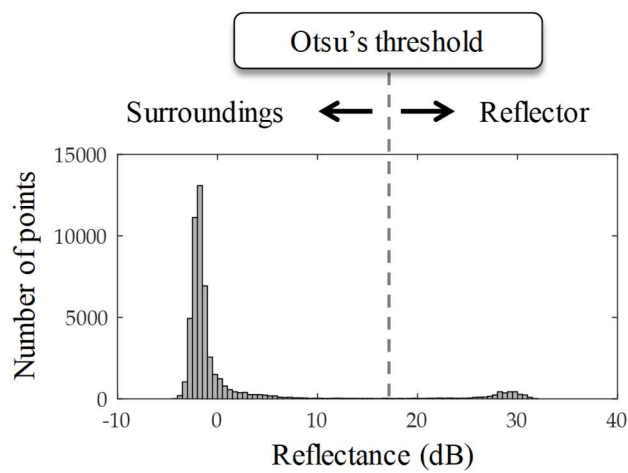 Otsu’s threshold
Surroundings
Reflector
15000
10000
5000
0
-10
0
10
20
30
40
Number of points
Reflectance (dB)